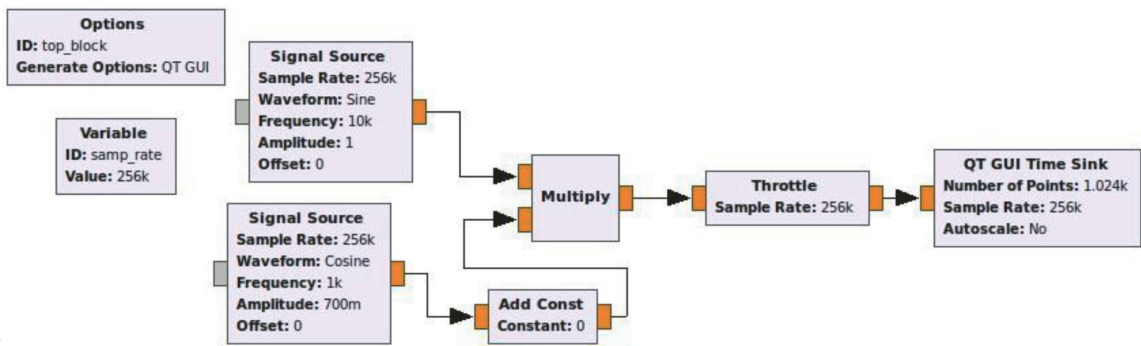 Options
ID: top_block
Generate Options: QT GUI
Variable
ID: samp_rate
Value: 256k
Signal Source
Sample Rate: 256k
Waveform: Sine
Frequency: 10k
Amplitude: 1
Offset: 0
Signal Source
Sample Rate: 256k
Waveform: Cosine
Frequency: 1k
Amplitude: 700m
Offset: 0
Add Const
Constant: 0
Multiply
Throttle
Sample Rate: 256k
QT GUI Time Sink
Number of Points: 1.024k
Sample Rate: 256k
Autoscale: No